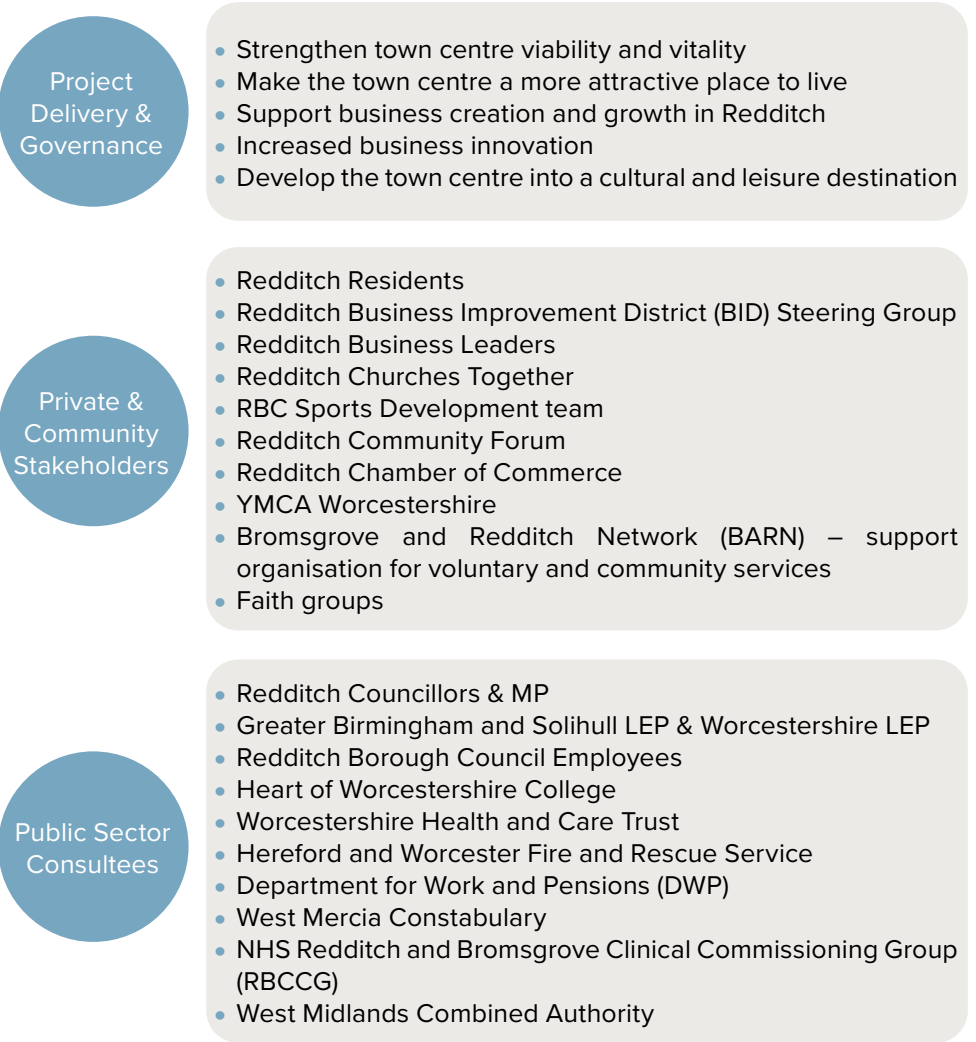 Project
Delivery &
Governance
• Strengthen town centre viability and vitality
• Make the town centre a more attractive place to live
• Support business creation and growth in Redditch
• Increased business innovation
• Develop the town centre into a cultural and leisure destination
Private &
Community
Stakeholders
• Redditch Residents
• Redditch Business Improvement District (BID) Steering Group
• Redditch Business Leaders
• Redditch Churches Together
• RBC Sports Development team
• Redditch Community Forum
• Redditch Chamber of Commerce
• YMCA Worcestershire
• Bromsgrove and Redditch Network (BARN) – support
organisation for voluntary and community services
• Faith groups
Public Sector
Consultees
• Redditch Councillors & MP
• Greater Birmingham and Solihull LEP & Worcestershire LEP
• Redditch Borough Council Employees
• Heart of Worcestershire College
• Worcestershire Health and Care Trust
• Hereford and Worcester Fire and Rescue Service
• Department for Work and Pensions (DWP)
• West Mercia Constabulary
• NHS Redditch and Bromsgrove Clinical Commissioning Group
(RBCCG)
• West Midlands Combined Authority